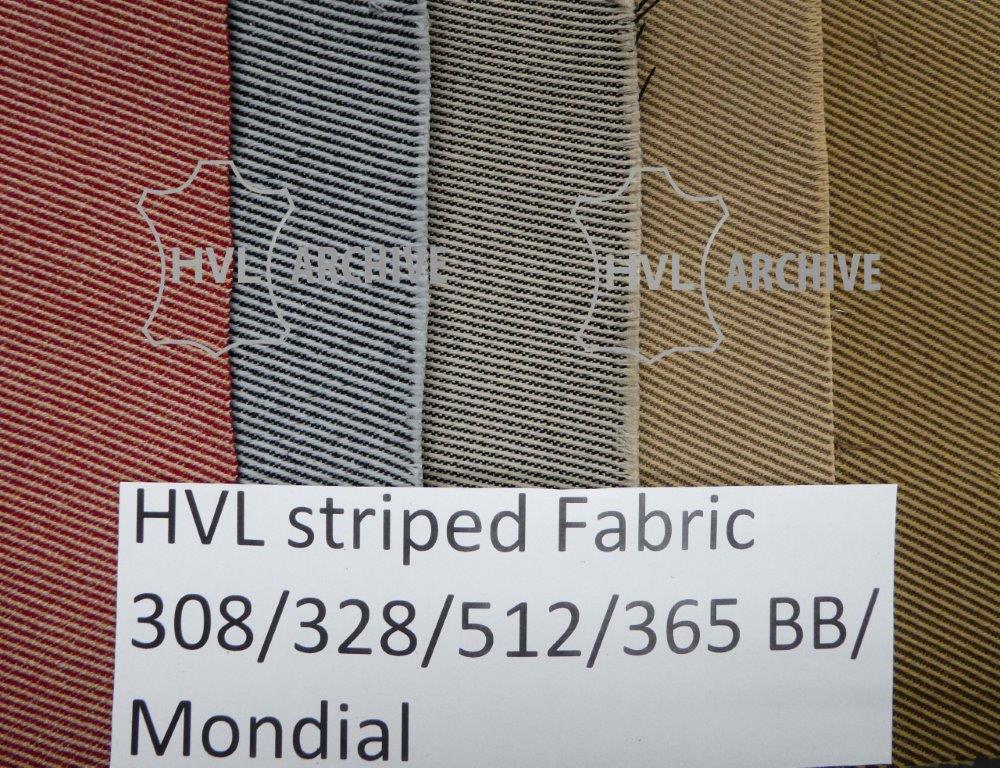 HVL ARCHIVE HVL ARCHIVE
HVL striped Fabric
308/328/512/365 BB/
Mondial